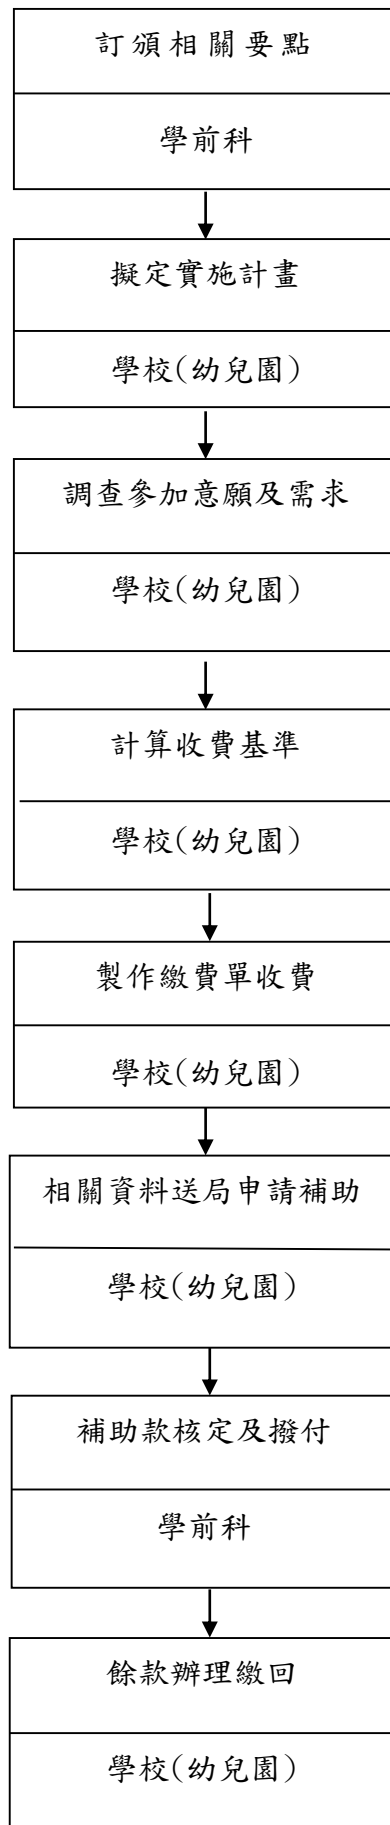 訂頒相關要點
學前科
擬定實施計畫
學校(幼兒園)
調查參加意願及需求
學校(幼兒園)
計算收費基準
學校(幼兒園)
製作繳費單收費
學校(幼兒園)
相關資料送局申請補助
學校(幼兒園)
補助款核定及撥付
學前科
餘款辦理繳回
學校(幼兒園)